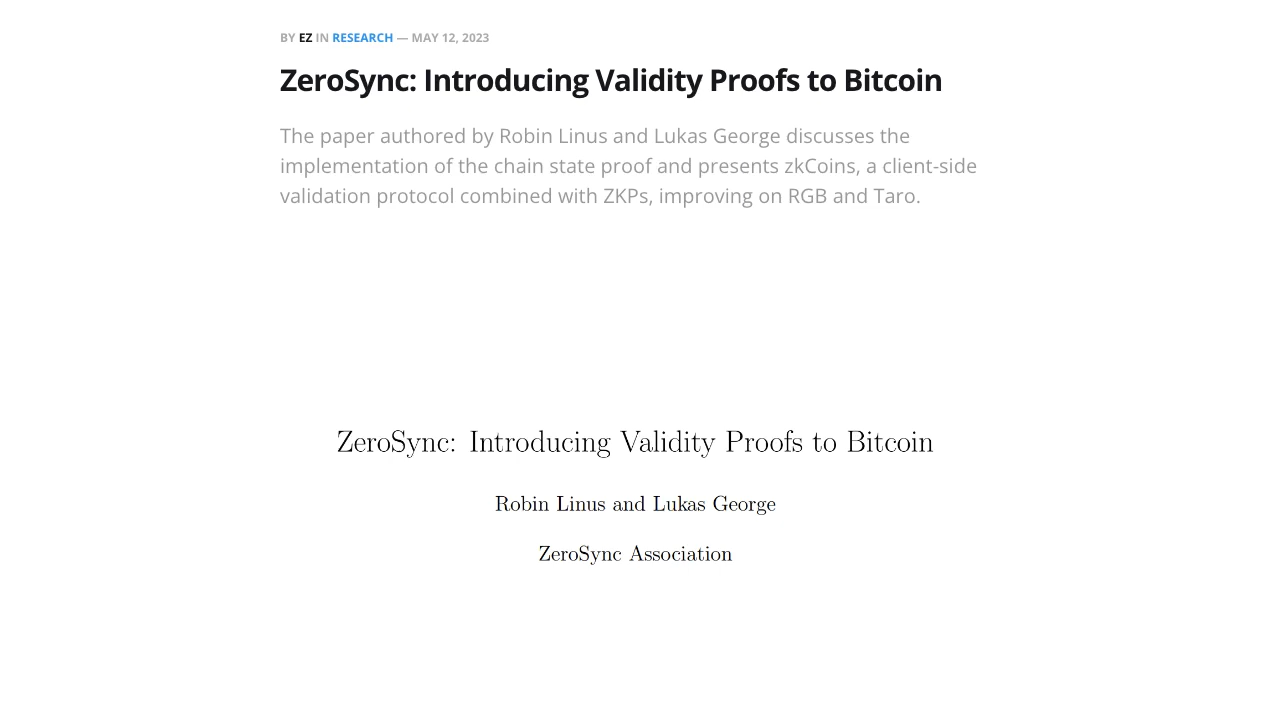 BY EZ IN RESEARCH — MAY 12, 2023
ZeroSync: Introducing Validity Proofs to Bitcoin
The paper authored by Robin Linus and Lukas George discusses the
implementation of the chain state proof and presents zkCoins, a client-side
validation protocol combined with ZKPs, improving on RGB and Taro.
ZeroSync: Introducing Validity Proofs to Bitcoin
Robin Linus and Lukas George
ZeroSync Association